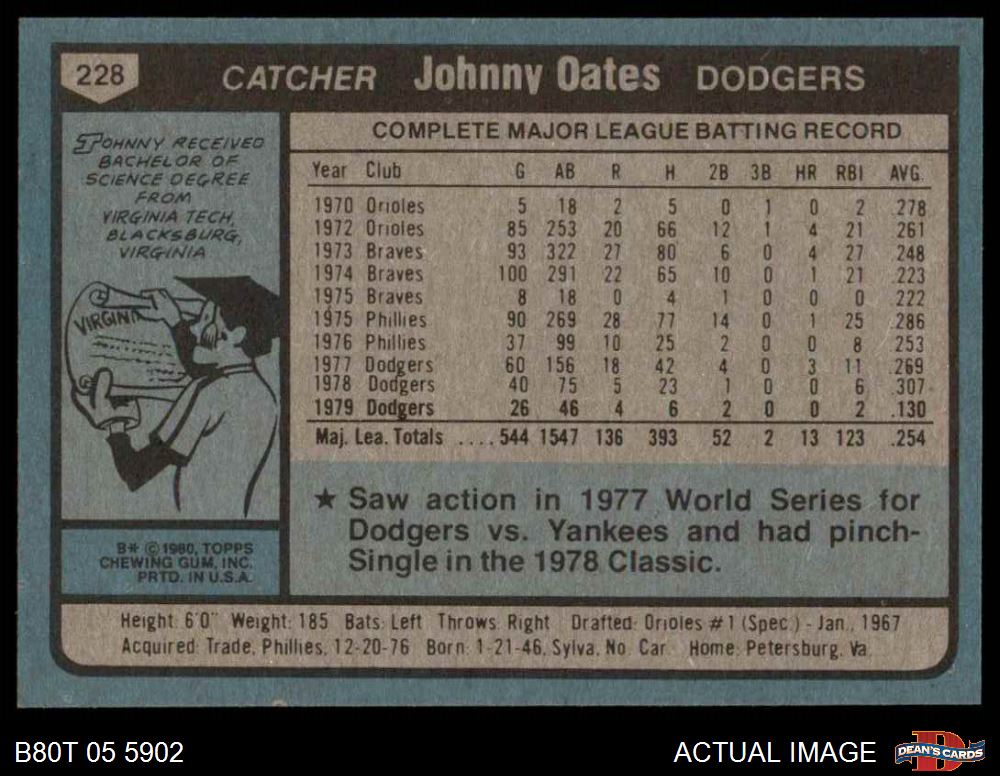 228 CATCHER Johnny Oates DODGERS
JOHNNY RECEIVED
BACHELOR OF
SCIENCE DEGREE
FROM
VIRGINIA TECH,
BLACKSBURG,
VIRGINIA
VIRGINIA
COMPLETE MAJOR LEAGUE BATTING RECORD
Year Club G AB R H 2B 3B HR RBI AVG.
1970 Orioles 5 18 2 5 0 1 0 2 .278
1972 Orioles 85 253 20 66 12 1 4 21 .261
1973 Braves 93 322 27 80 6 0 4 27 .248
1974 Braves 100 291 22 65 10 0 1 21 .223
1975 Braves 8 18 0 4 1 0 0 0 .222
1975 Phillies 90 269 28 77 14 0 1 25 .286
1976 Phillies 37 99 10 25 2 0 0 8 .253
1977 Dodgers 60 156 18 42 4 0 3 11 .269
1978 Dodgers 40 75 5 23 1 0 0 6 .307
1979 Dodgers 26 46 4 6 2 0 0 2 .130
Maj. Lea. Totals .... 544 1547 136 393 52 2 13 123 .254
★ Saw action in 1977 World Series for
Dodgers vs. Yankees and had pinch-
Single in the 1978 Classic.
B* © 1980, TOPPS
CHEWING GUM, INC.
PRTD. IN U.S.A.
Height: 6'0" Weight: 185 Bats: Left Throws: Right Drafted: Orioles #1 (Spec.) - Jan., 1967
Acquired: Trade, Phillies, 12-20-76 Born: 1-21-46, Sylva, No. Car. Home: Petersburg, Va.
B80T 05 5902
ACTUAL IMAGE
DEAN'S CARDS